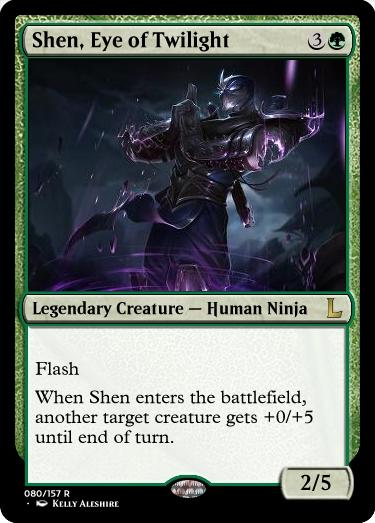 Shen, Eye of Twilight 3
Legendary Creature — Human Ninja L
Flash
When Shen enters the battlefield,
another target creature gets +0/+5
until end of turn.
2/5
080/157 R
· Kelly Aleshire